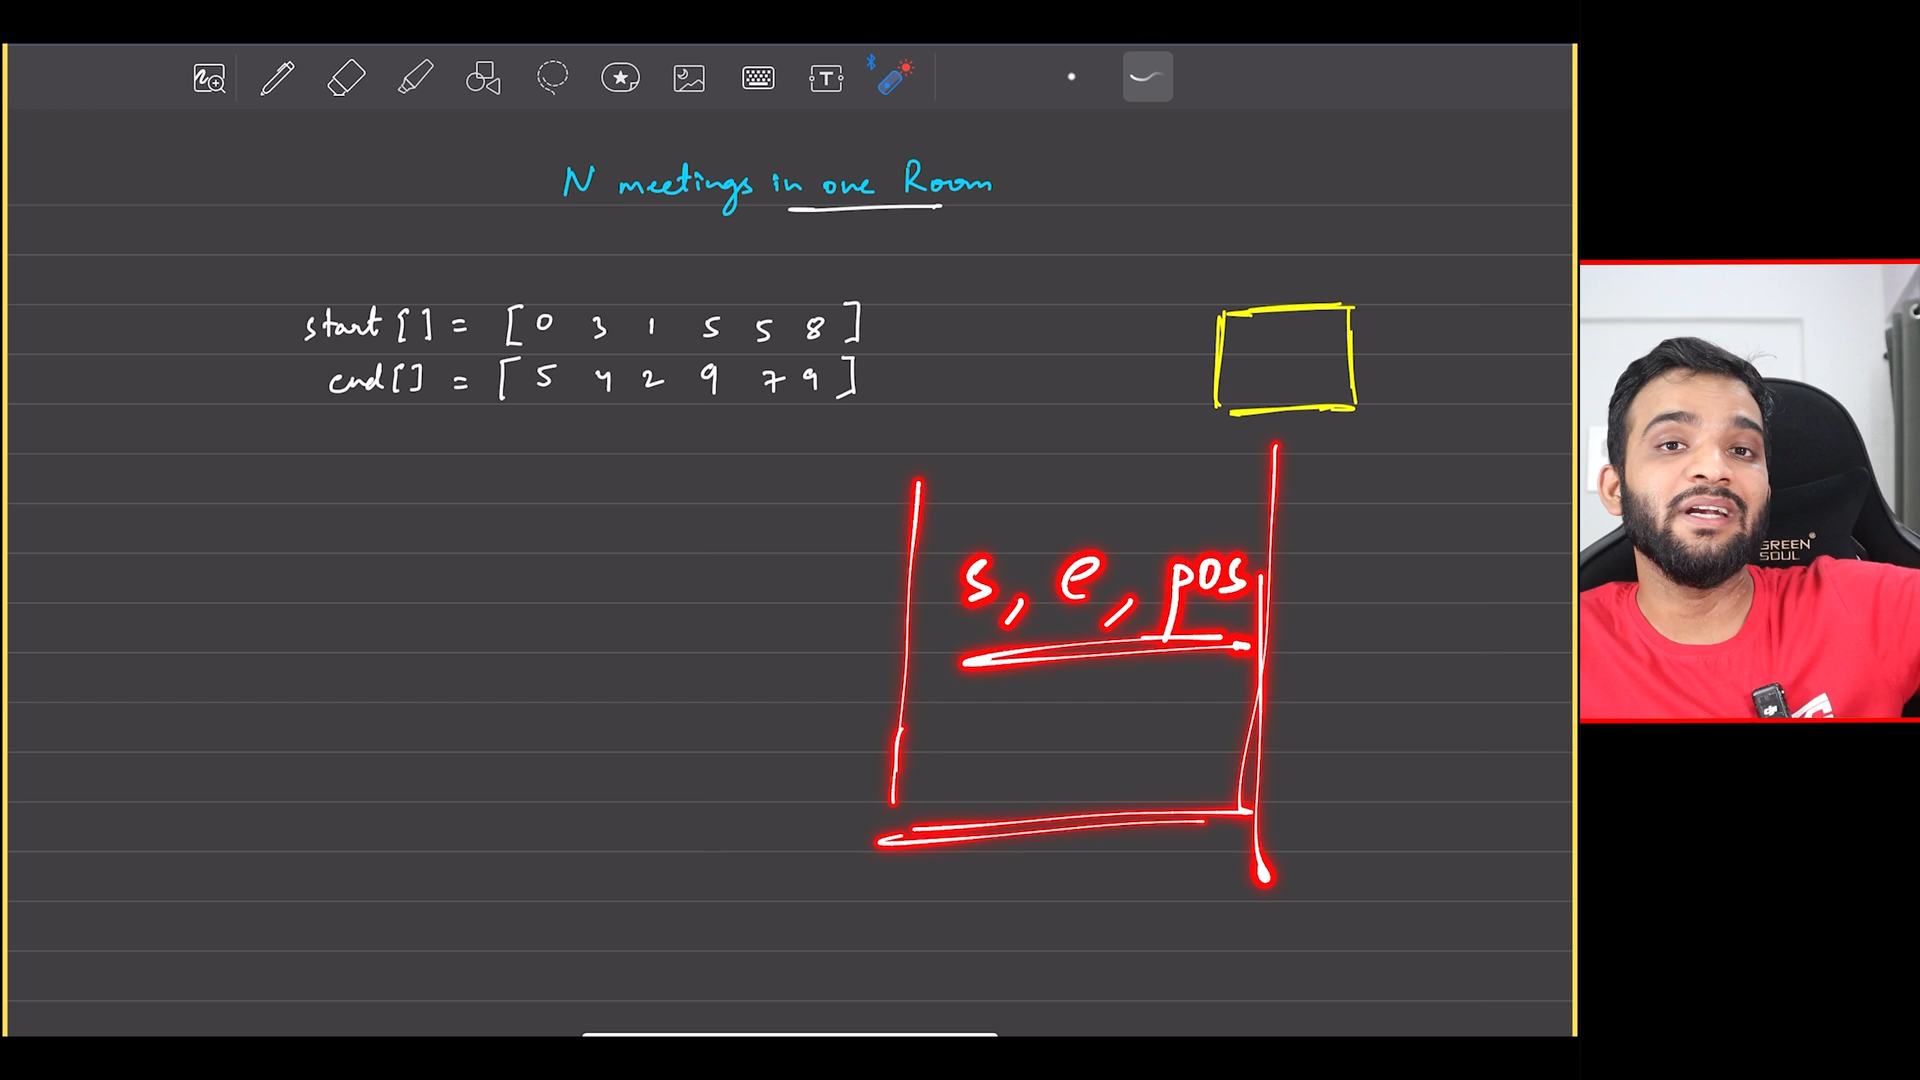 N meetings in one Room
start[] = [0 3 1 5 5 8]
end[] = [5 4 2 9 7 9]
s, e, pos
GREEN SOUL